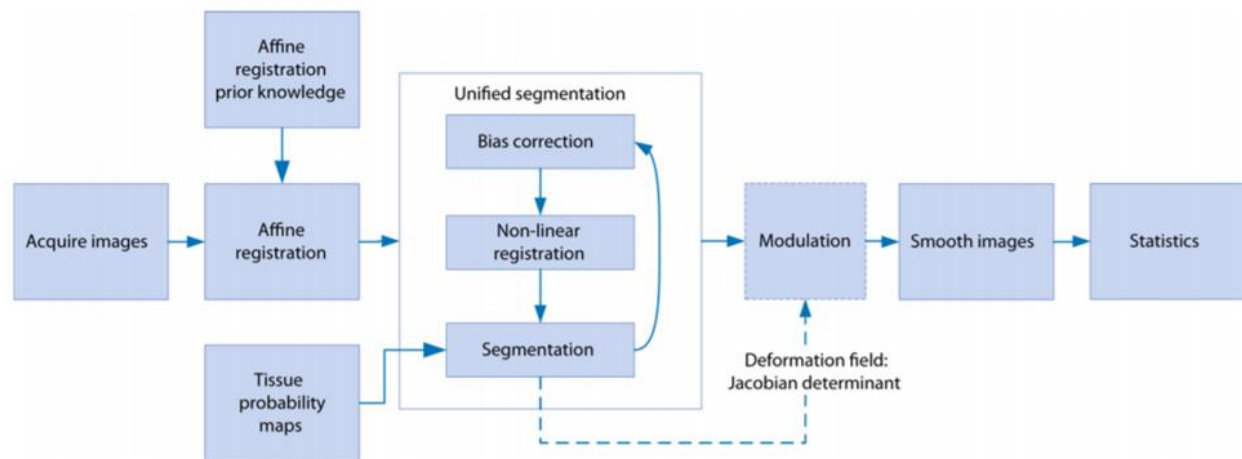 Affine
registration
prior knowledge
Unified segmentation
Bias correction
Acquire images
Affine
registration
Non-linear
registration
Modulation
Smooth images
Statistics
Segmentation
Tissue
probability
maps
Deformation field:
Jacobian determinant